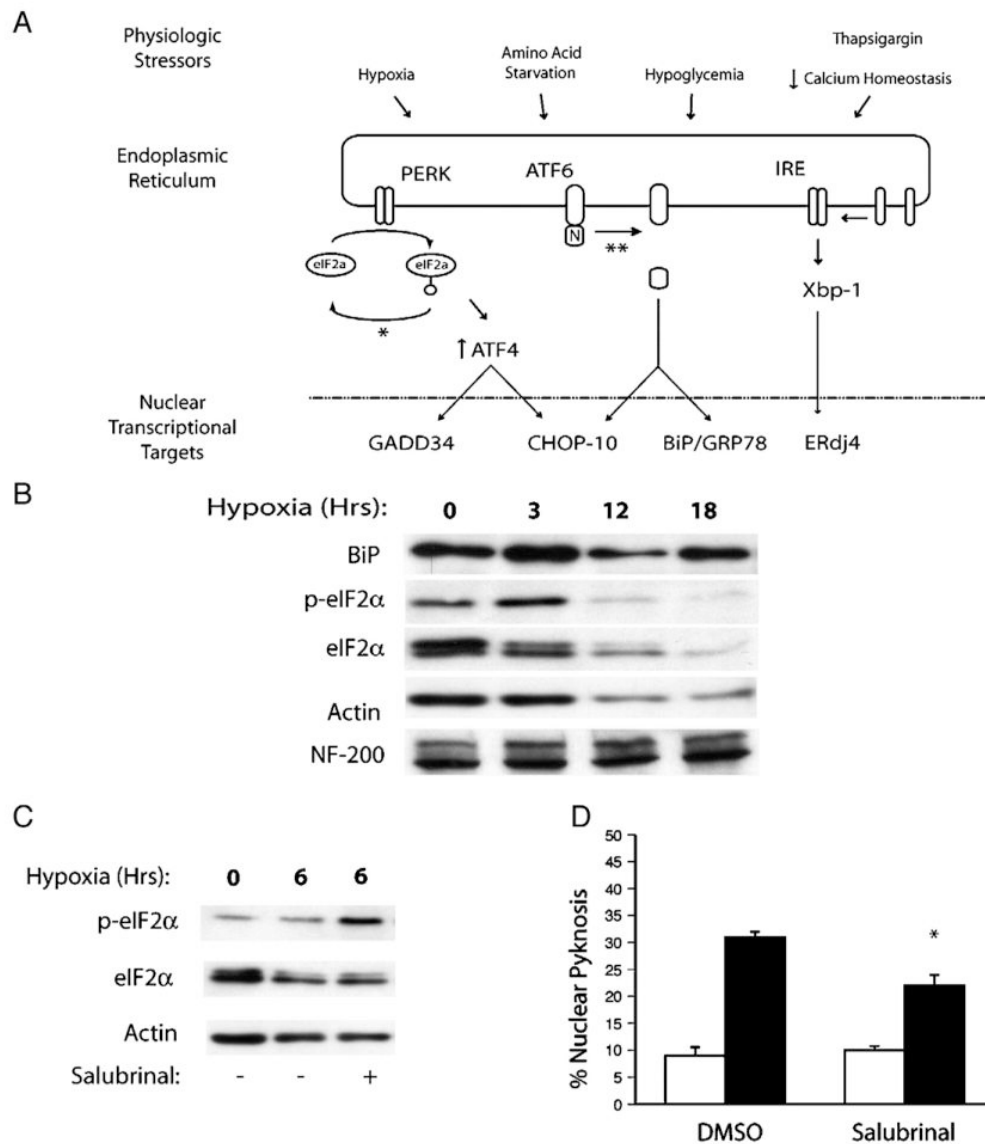 A
Physiologic
Stressors
Hypoxia
Amino Acid
Starvation
Hypoglycemia
Thapsigargin
↓ Calcium Homeostasis
Endoplasmic
Reticulum
PERK
ATF6
IRE
N
**
eIF2a
eIF2a
*
Xbp-1
↑ATF4
Nuclear
Transcriptional
Targets
GADD34
CHOP-10
BiP/GRP78
ERdj4
B
Hypoxia (Hrs): 0 3 12 18
BiP
p-eIF2α
eIF2α
Actin
NF-200
C
Hypoxia (Hrs): 0 6 6
p-eIF2α
eIF2α
Actin
Salubrinal: - - +
D
% Nuclear Pyknosis
50
45
40
35
30
25
20
15
10
5
0
*
DMSO
Salubrinal